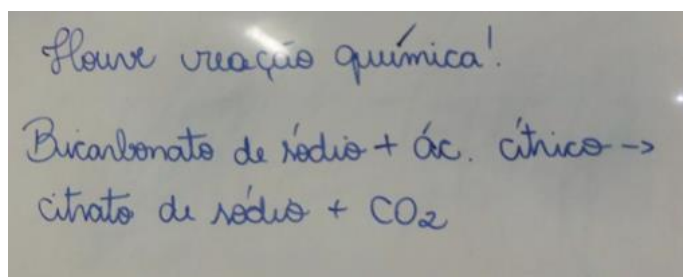 Houve reação química!
Bicarbonato de sódio + ác. cítrico ->
citrato de sódio + CO2